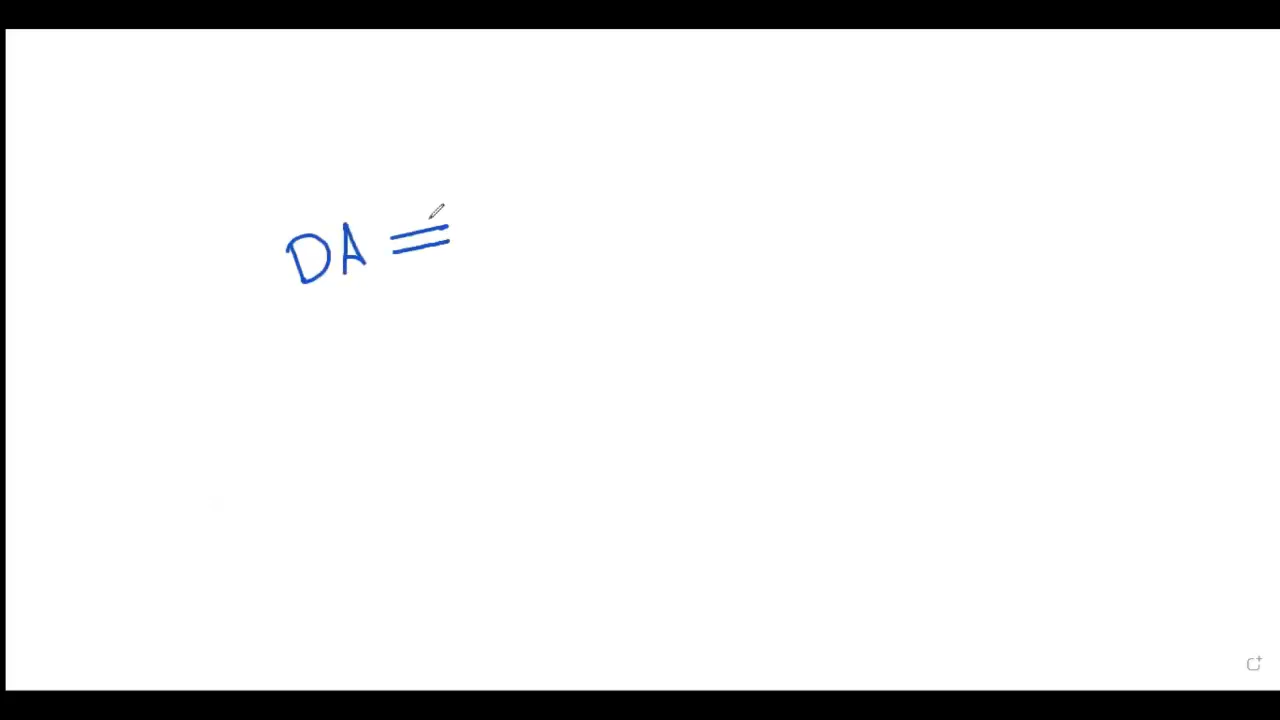 DA =